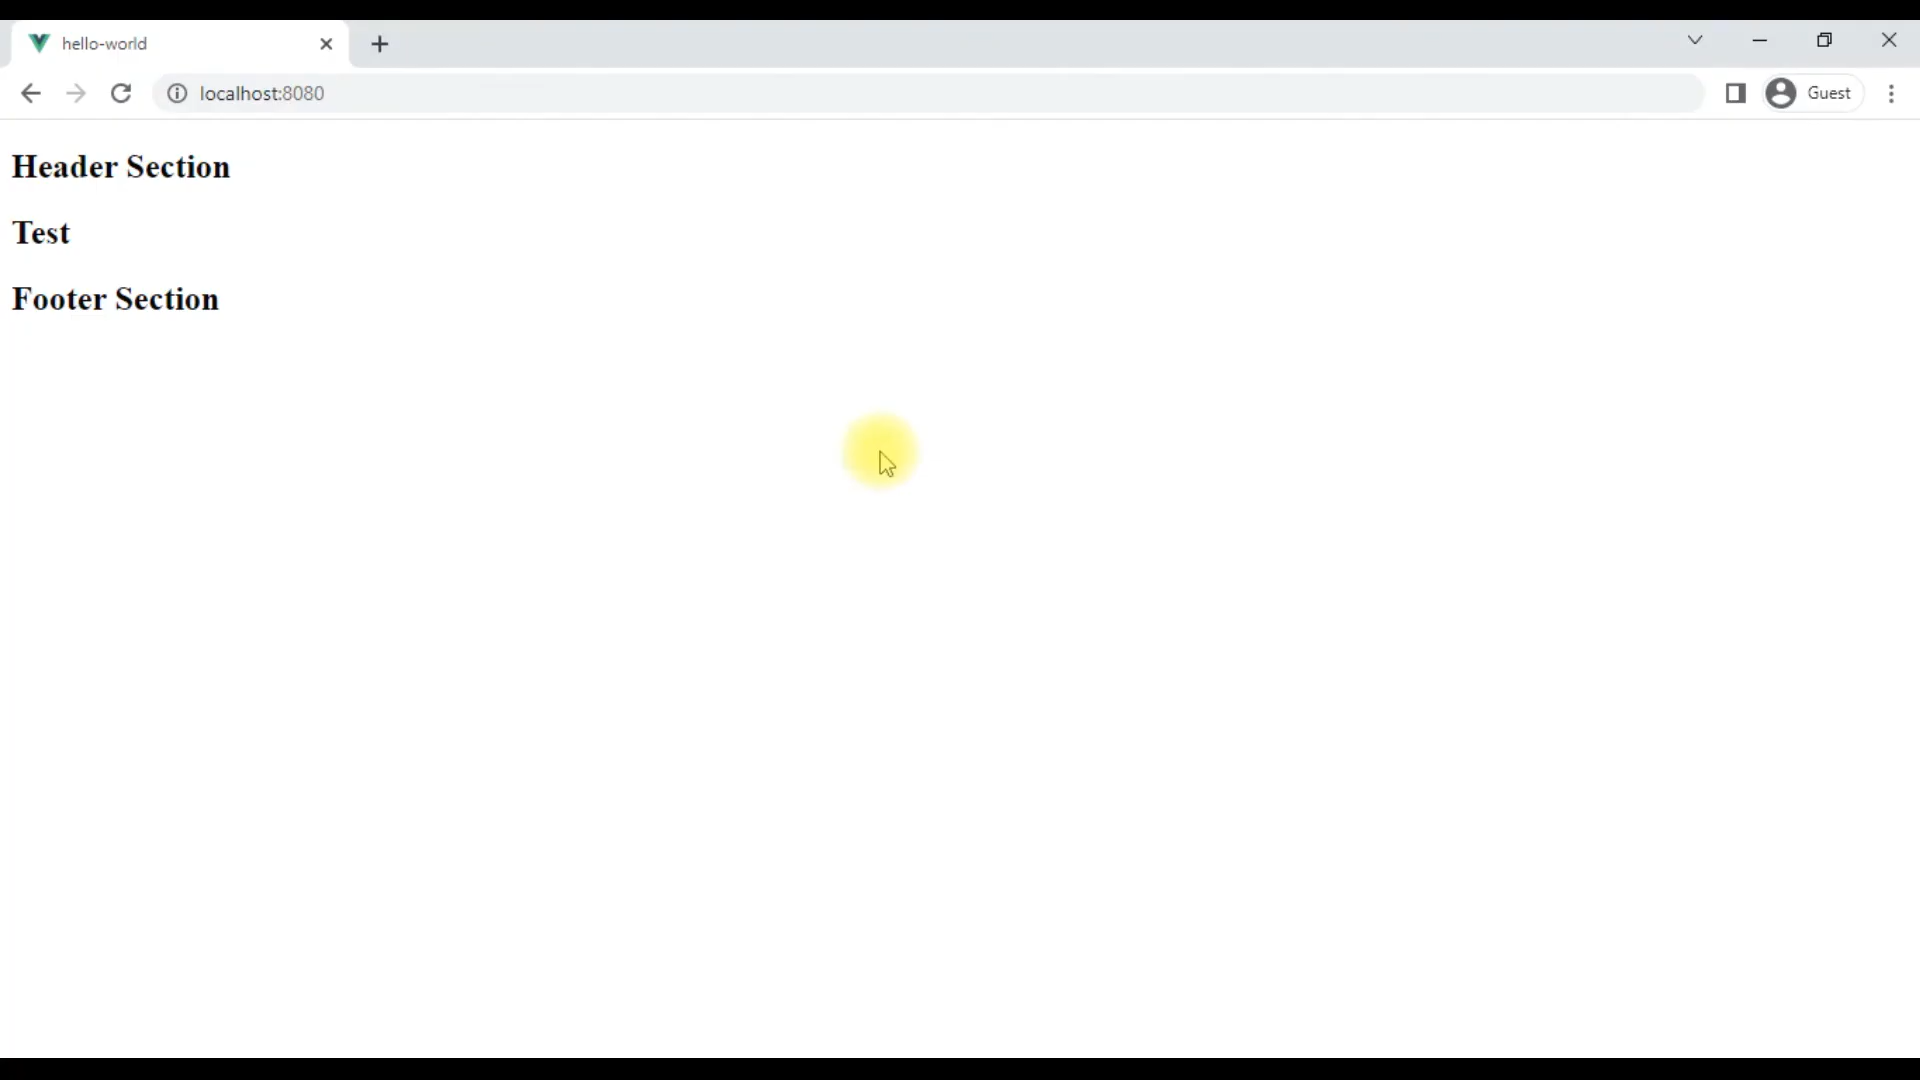 hello-world
localhost:8080
Guest
Header Section
Test
Footer Section